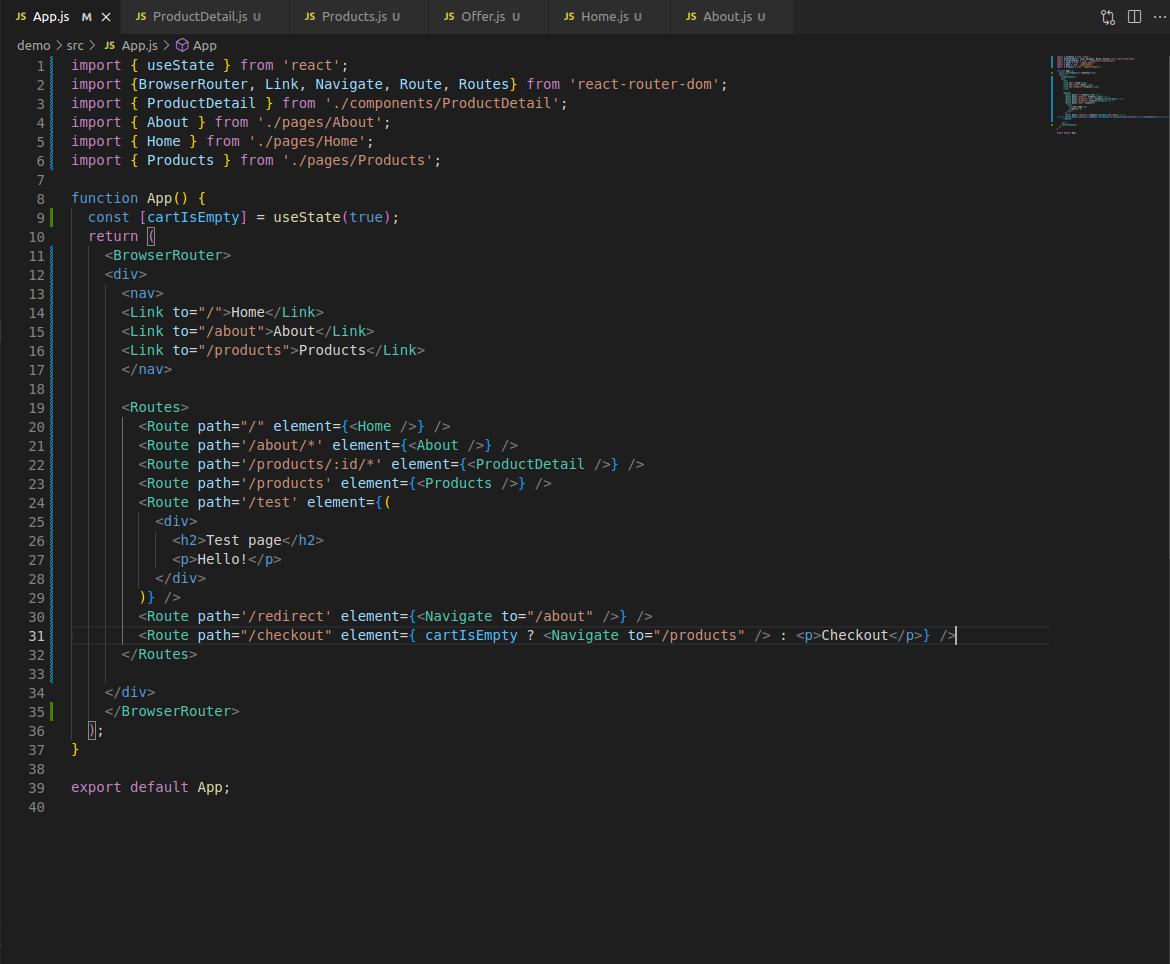 JS App.js M × JS ProductDetail.js U JS Products.js U JS Offer.js U JS Home.js U JS About.js U ···
demo > src > JS App.js > App
1 import { useState } from 'react';
2 import {BrowserRouter, Link, Navigate, Route, Routes} from 'react-router-dom';
3 import { ProductDetail } from './components/ProductDetail';
4 import { About } from './pages/About';
5 import { Home } from './pages/Home';
6 import { Products } from './pages/Products';
7
8 function App() {
9   const [cartIsEmpty] = useState(true);
10   return (
11     <BrowserRouter>
12     <div>
13       <nav>
14       <Link to="/">Home</Link>
15       <Link to="/about">About</Link>
16       <Link to="/products">Products</Link>
17       </nav>
18
19       <Routes>
20         <Route path="/" element={<Home />} />
21         <Route path='/about/*' element={<About />} />
22         <Route path='/products/:id/*' element={<ProductDetail />} />
23         <Route path='/products' element={<Products />} />
24         <Route path='/test' element={(
25           <div>
26             <h2>Test page</h2>
27             <p>Hello!</p>
28           </div>
29         )} />
30         <Route path='/redirect' element={<Navigate to="/about" />} />
31         <Route path="/checkout" element={ cartIsEmpty ? <Navigate to="/products" /> : <p>Checkout</p>} />
32       </Routes>
33
34     </div>
35     </BrowserRouter>
36   );
37 }
38
39 export default App;
40